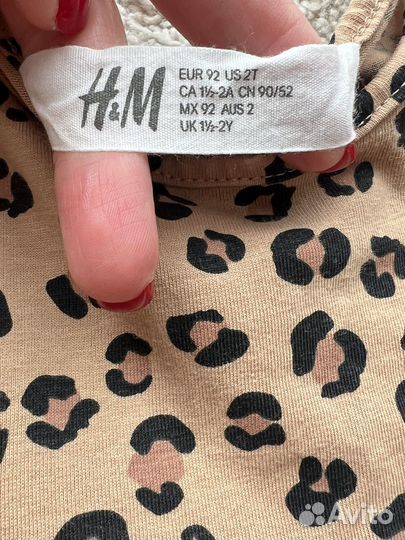 H&M
EUR 92 US 2T
CA 1½-2A CN 90/52
MX 92 AUS 2
UK 1½-2Y
Avito